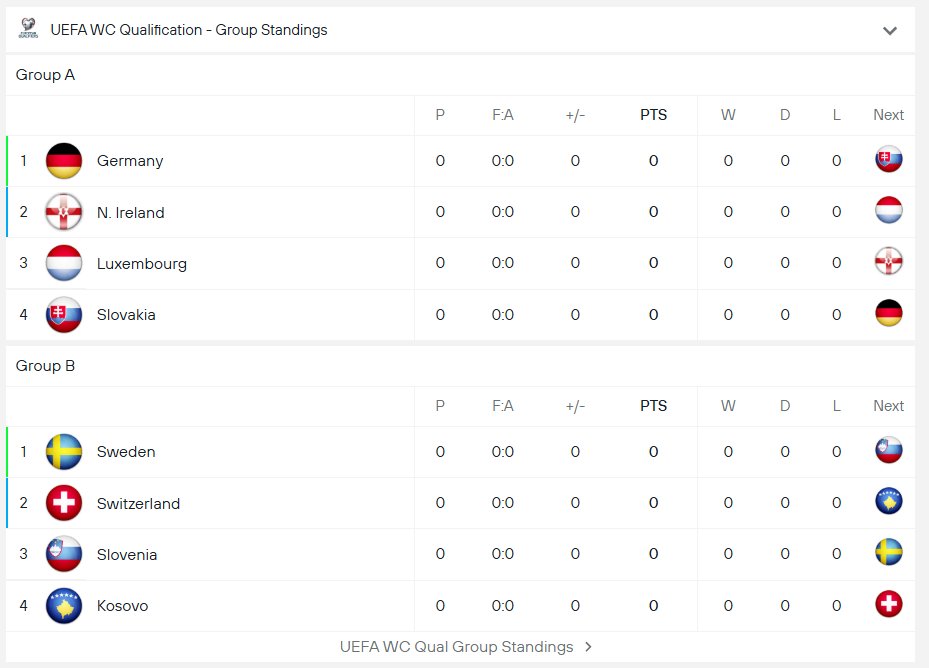 UEFA WC Qualification - Group Standings
Group A
P F:A +/- PTS W D L Next
1 Germany 0 0:0 0 0 0 0 0
2 N. Ireland 0 0:0 0 0 0 0 0
3 Luxembourg 0 0:0 0 0 0 0 0
4 Slovakia 0 0:0 0 0 0 0 0
Group B
P F:A +/- PTS W D L Next
1 Sweden 0 0:0 0 0 0 0 0
2 Switzerland 0 0:0 0 0 0 0 0
3 Slovenia 0 0:0 0 0 0 0 0
4 Kosovo 0 0:0 0 0 0 0 0
UEFA WC Qual Group Standings